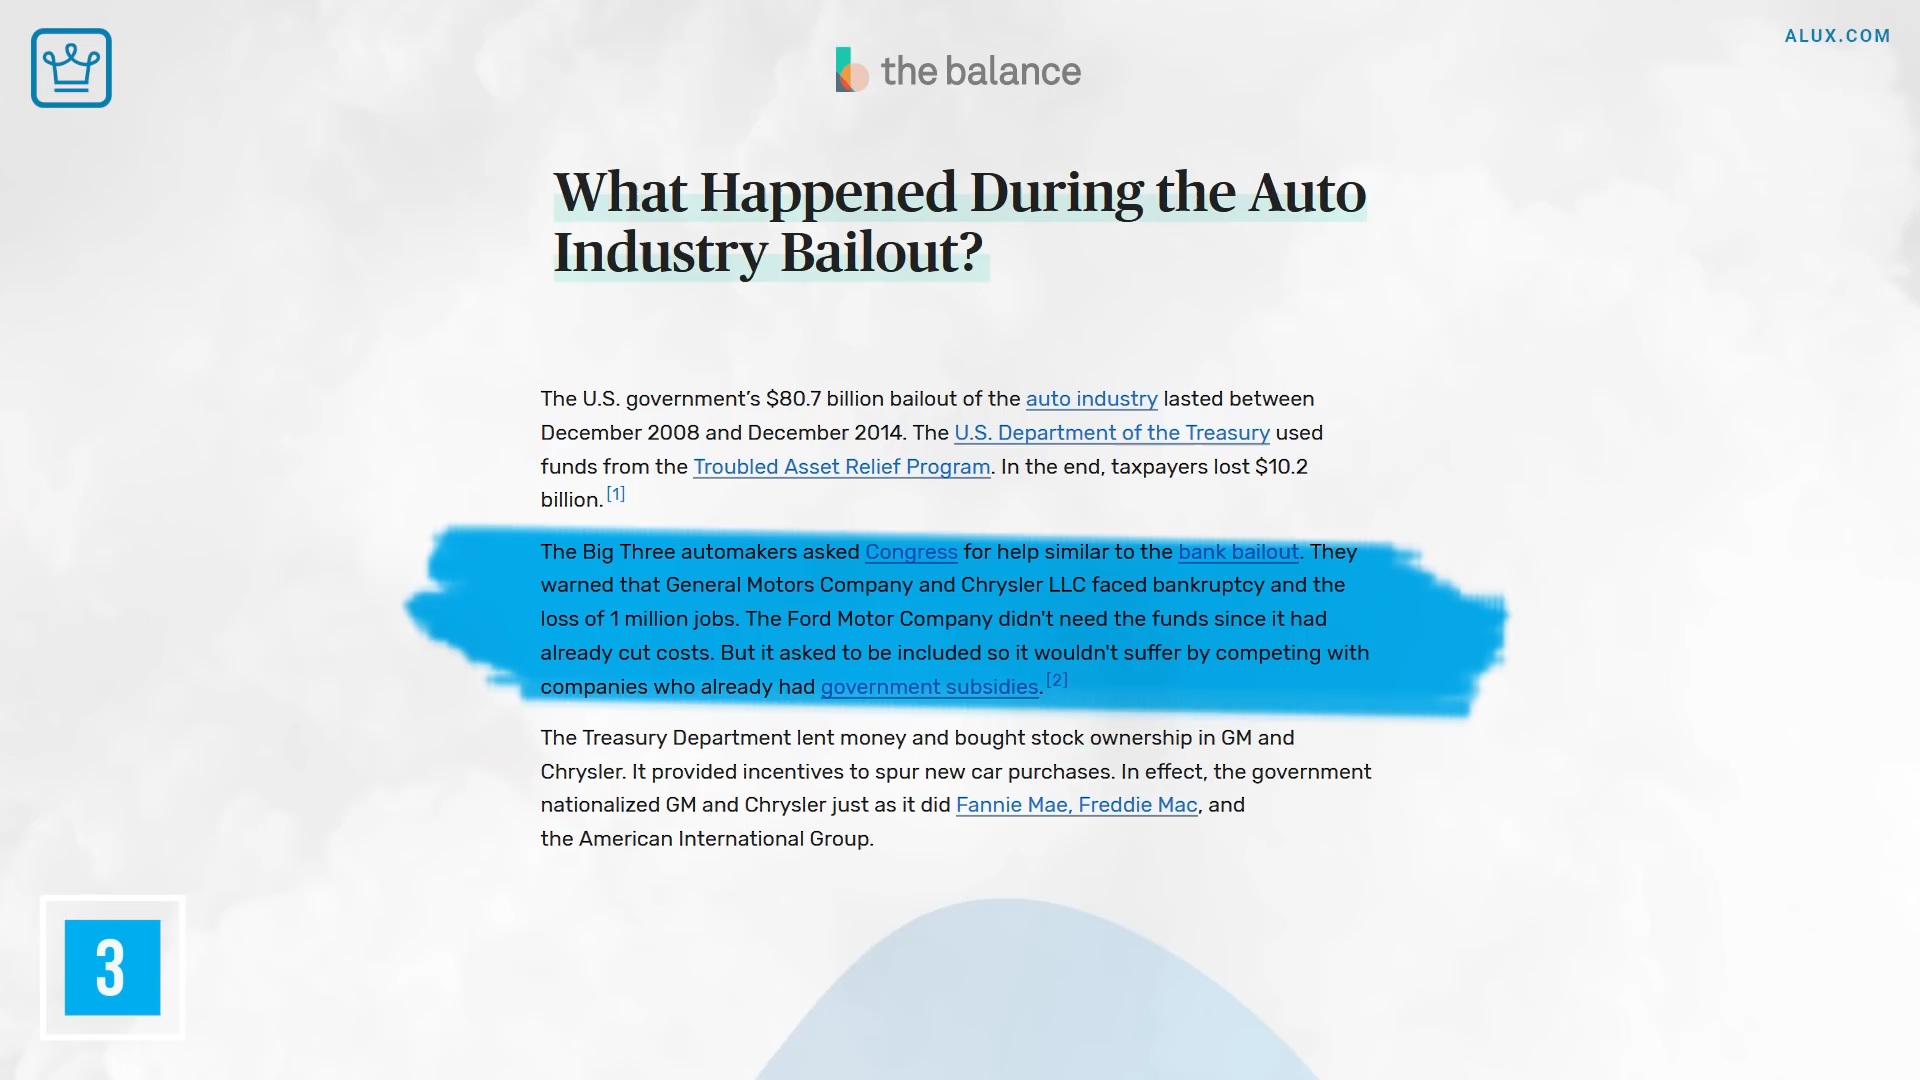 ALUX.COM
the balance
What Happened During the Auto
Industry Bailout?
The U.S. government’s $80.7 billion bailout of the auto industry lasted between
December 2008 and December 2014. The U.S. Department of the Treasury used
funds from the Troubled Asset Relief Program. In the end, taxpayers lost $10.2
billion. [1]
The Big Three automakers asked Congress for help similar to the bank bailout. They
warned that General Motors Company and Chrysler LLC faced bankruptcy and the
loss of 1 million jobs. The Ford Motor Company didn't need the funds since it had
already cut costs. But it asked to be included so it wouldn't suffer by competing with
companies who already had government subsidies. [2]
The Treasury Department lent money and bought stock ownership in GM and
Chrysler. It provided incentives to spur new car purchases. In effect, the government
nationalized GM and Chrysler just as it did Fannie Mae, Freddie Mac, and
the American International Group.
3